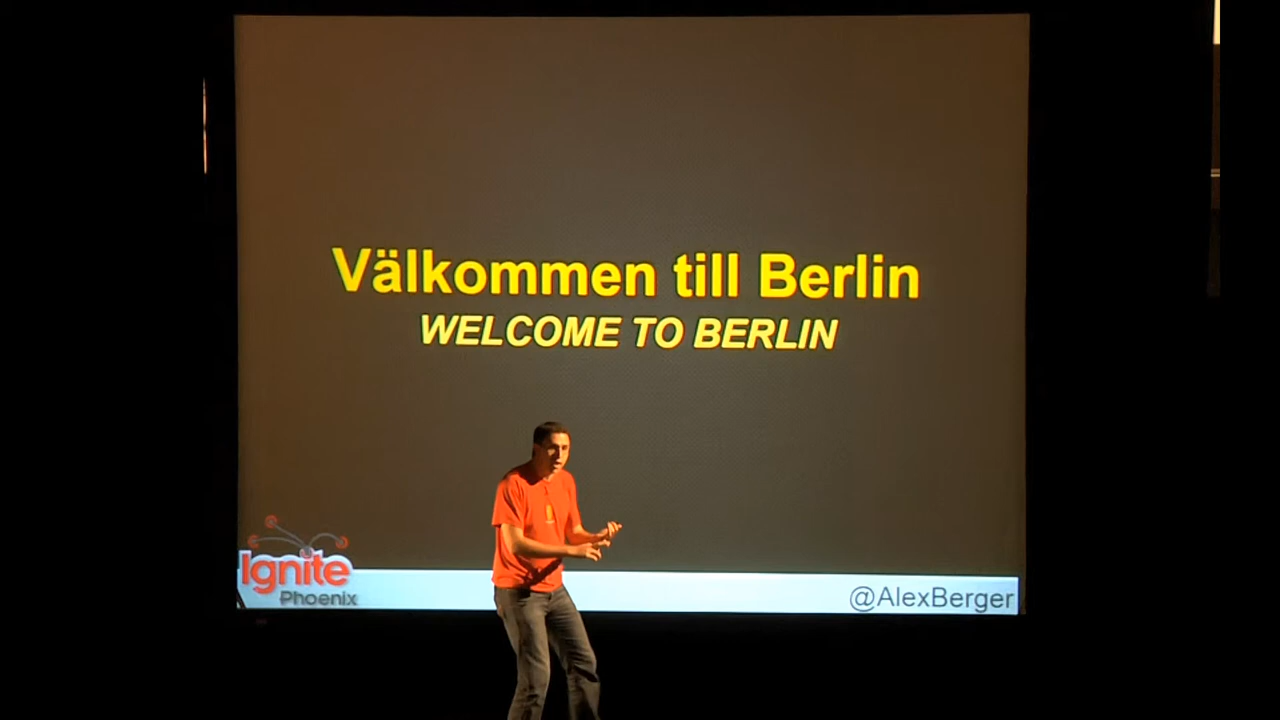 Välkommen till Berlin
WELCOME TO BERLIN
Ignite
Phoenix
@AlexBerger